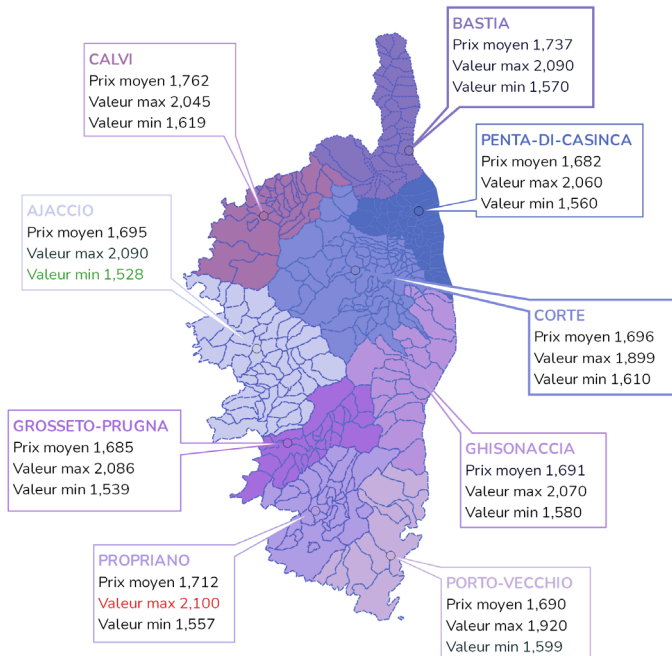 BASTIA
Prix moyen 1,737
Valeur max 2,090
Valeur min 1,570
CALVI
Prix moyen 1,762
Valeur max 2,045
Valeur min 1,619
PENTA-DI-CASINCA
Prix moyen 1,682
Valeur max 2,060
Valeur min 1,560
AJACCIO
Prix moyen 1,695
Valeur max 2,090
Valeur min 1,528
CORTE
Prix moyen 1,696
Valeur max 1,899
Valeur min 1,610
GROSSETO-PRUGNA
Prix moyen 1,685
Valeur max 2,086
Valeur min 1,539
GHISONACCIA
Prix moyen 1,691
Valeur max 2,070
Valeur min 1,580
PROPRIANO
Prix moyen 1,712
Valeur max 2,100
Valeur min 1,557
PORTO-VECCHIO
Prix moyen 1,690
Valeur max 1,920
Valeur min 1,599